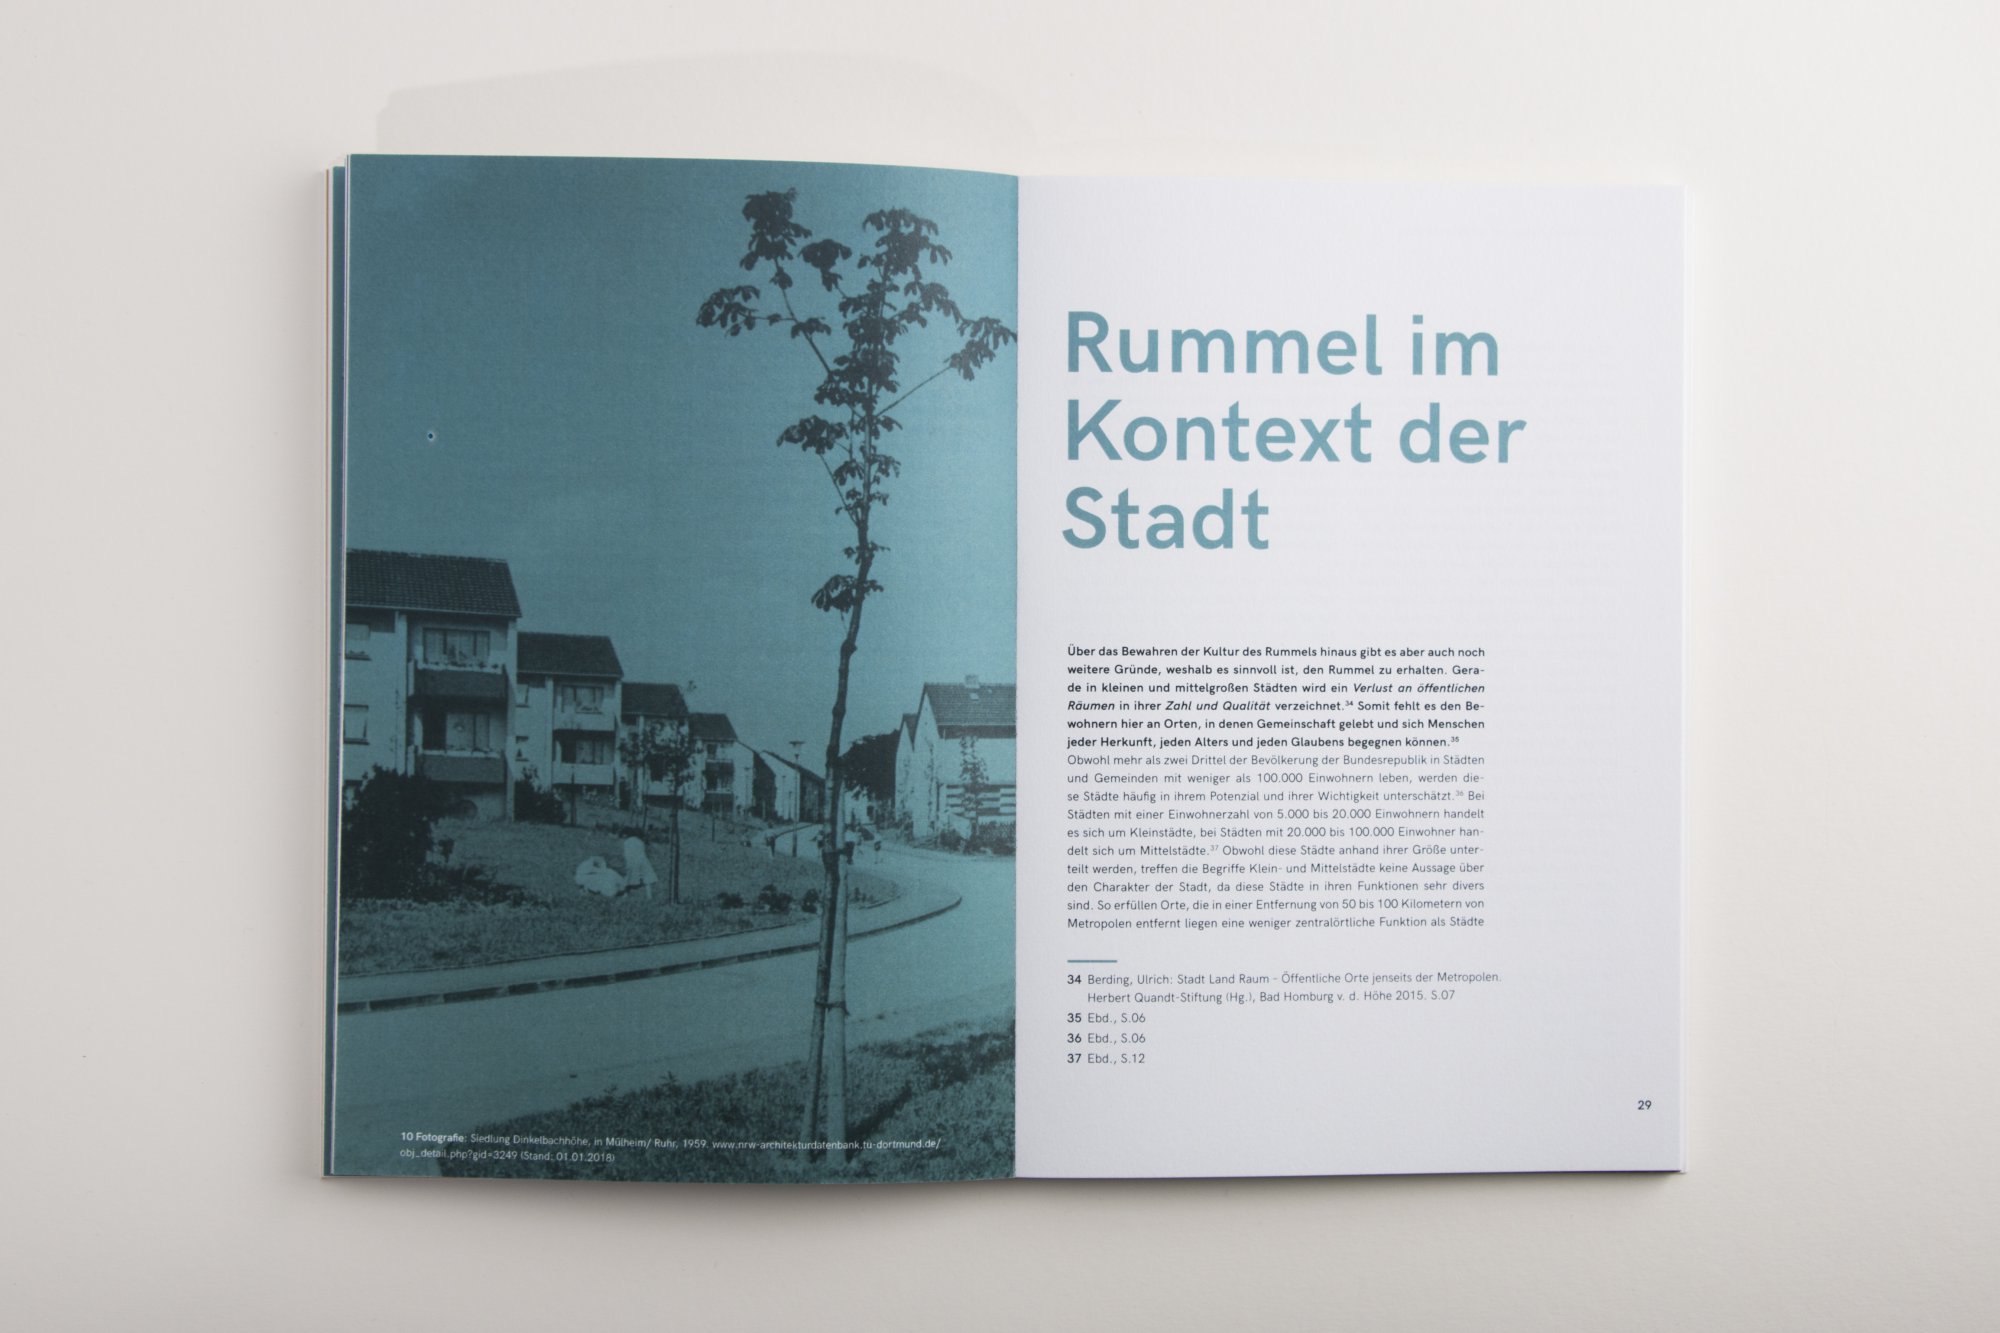 10 Fotografie: Siedlung Dinkelbachhöhe, in Mülheim/ Ruhr, 1959. www.nrw-architekturdatenbank.tu-dortmund.de/
obj_detail.php?gid=3249 (Stand: 01.01.2018)
Rummel im
Kontext der
Stadt
Über das Bewahren der Kultur des Rummels hinaus gibt es aber auch noch
weitere Gründe, weshalb es sinnvoll ist, den Rummel zu erhalten. Gera-
de in kleinen und mittelgroßen Städten wird ein Verlust an öffentlichen
Räumen in ihrer Zahl und Qualität verzeichnet.³⁴ Somit fehlt es den Be-
wohnern hier an Orten, in denen Gemeinschaft gelebt und sich Menschen
jeder Herkunft, jeden Alters und jeden Glaubens begegnen können.³⁵
Obwohl mehr als zwei Drittel der Bevölkerung der Bundesrepublik in Städten
und Gemeinden mit weniger als 100.000 Einwohnern leben, werden die-
se Städte häufig in ihrem Potenzial und ihrer Wichtigkeit unterschätzt.³⁶ Bei
Städten mit einer Einwohnerzahl von 5.000 bis 20.000 Einwohnern handelt
es sich um Kleinstädte, bei Städten mit 20.000 bis 100.000 Einwohner han-
delt sich um Mittelstädte.³⁷ Obwohl diese Städte anhand ihrer Größe unter-
teilt werden, treffen die Begriffe Klein- und Mittelstädte keine Aussage über
den Charakter der Stadt, da diese Städte in ihren Funktionen sehr divers
sind. So erfüllen Orte, die in einer Entfernung von 50 bis 100 Kilometern von
Metropolen entfernt liegen eine weniger zentralörtliche Funktion als Städte
34 Berding, Ulrich: Stadt Land Raum - Öffentliche Orte jenseits der Metropolen.
Herbert Quandt-Stiftung (Hg.), Bad Homburg v. d. Höhe 2015. S.07
35 Ebd., S.06
36 Ebd., S.06
37 Ebd., S.12
29